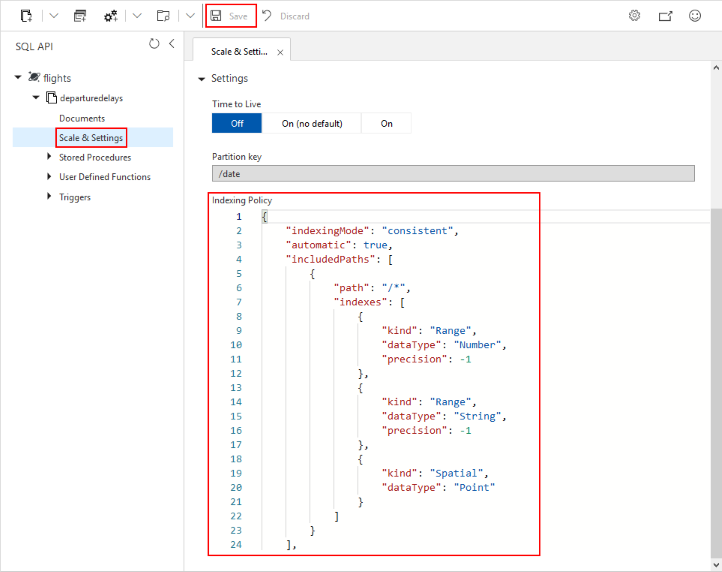 Save
Discard
SQL API
flights
departuredelays
Documents
Scale & Settings
Stored Procedures
User Defined Functions
Triggers
Scale & Setti...
Settings
Time to Live
Off On (no default) On
Partition key
/date
Indexing Policy
1 {
2 "indexingMode": "consistent",
3 "automatic": true,
4 "includedPaths": [
5 {
6 "path": "/*",
7 "indexes": [
8 {
9 "kind": "Range",
10 "dataType": "Number",
11 "precision": -1
12 },
13 {
14 "kind": "Range",
15 "dataType": "String",
16 "precision": -1
17 },
18 {
19 "kind": "Spatial",
20 "dataType": "Point"
21 }
22 ]
23 }
24 ],